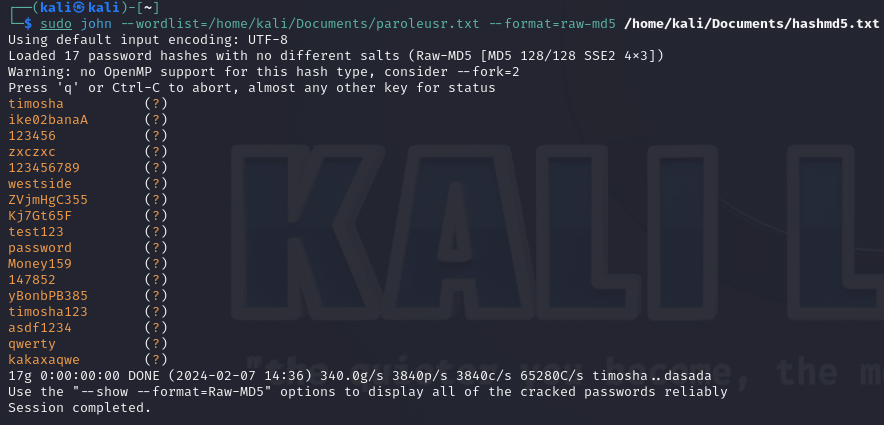 ┌──(kali㉿kali)-[~]
└─$ sudo john --wordlist=/home/kali/Documents/paroleusr.txt --format=raw-md5 /home/kali/Documents/hashmd5.txt
Using default input encoding: UTF-8
Loaded 17 password hashes with no different salts (Raw-MD5 [MD5 128/128 SSE2 4×3])
Warning: no OpenMP support for this hash type, consider --fork=2
Press 'q' or Ctrl-C to abort, almost any other key for status
timosha (?)
ike02banaA (?)
123456 (?)
zxczxc (?)
123456789 (?)
westside (?)
ZVjmHgC355 (?)
Kj7Gt65F (?)
test123 (?)
password (?)
Money159 (?)
147852 (?)
yBonbPB385 (?)
timosha123 (?)
asdf1234 (?)
qwerty (?)
kakaxaqwe (?)
17g 0:00:00:00 DONE (2024-02-07 14:36) 340.0g/s 3840p/s 3840c/s 65280C/s timosha..dasada
Use the "--show --format=Raw-MD5" options to display all of the cracked passwords reliably
Session completed.
KALI L
"the quieter you become, the m